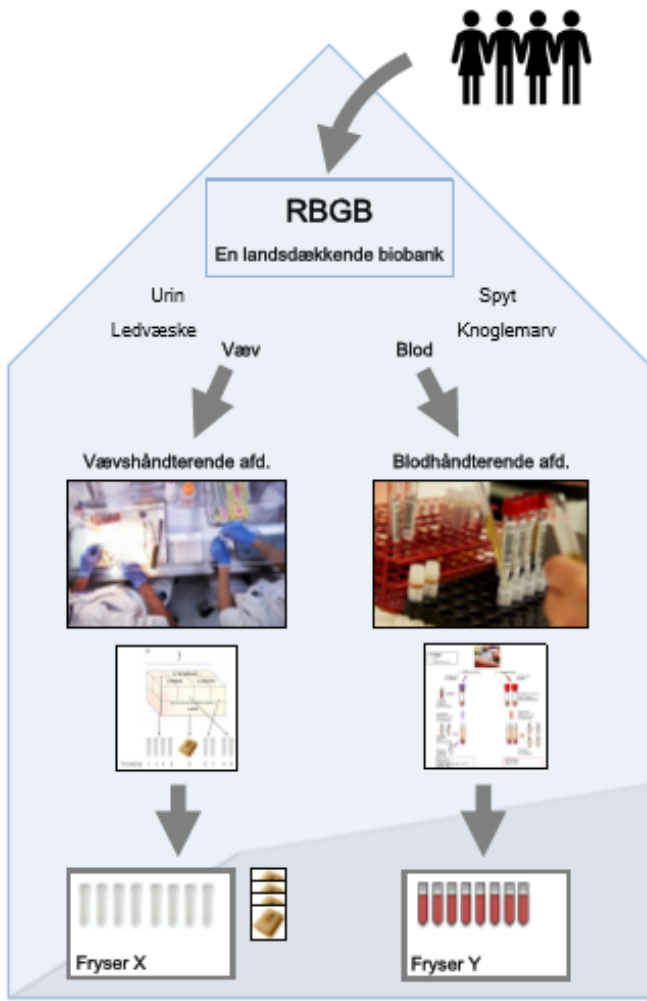 RBGB
En landsdækkende biobank
Urin
Spyt
Ledvæske
Knoglemarv
Væv
Blod
Vævshåndterende afd.
Blodhåndterende afd.
Fryser X
Fryser Y